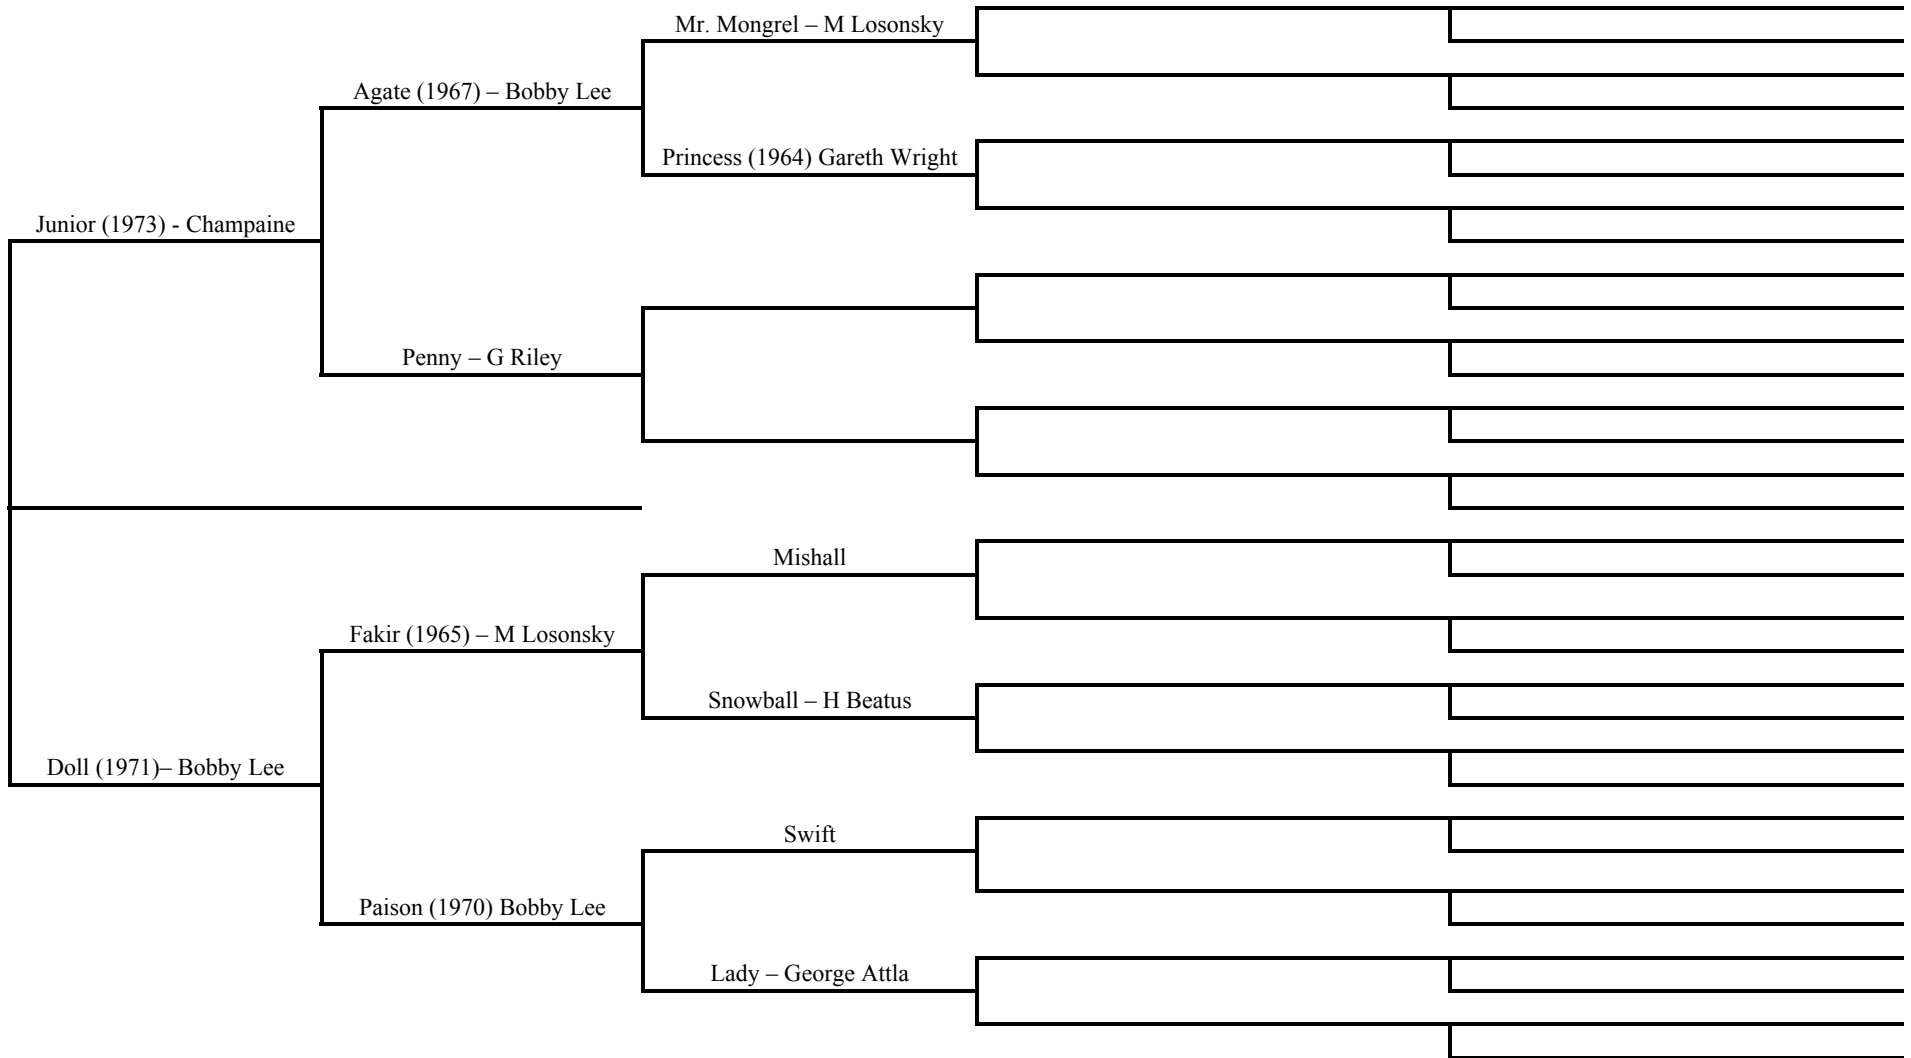 Mr. Mongrel – M Losonsky
Agate (1967) – Bobby Lee
Princess (1964) Gareth Wright
Junior (1973) - Champaine
Penny – G Riley
Mishall
Fakir (1965) – M Losonsky
Snowball – H Beatus
Doll (1971)– Bobby Lee
Swift
Paison (1970) Bobby Lee
Lady – George Attla